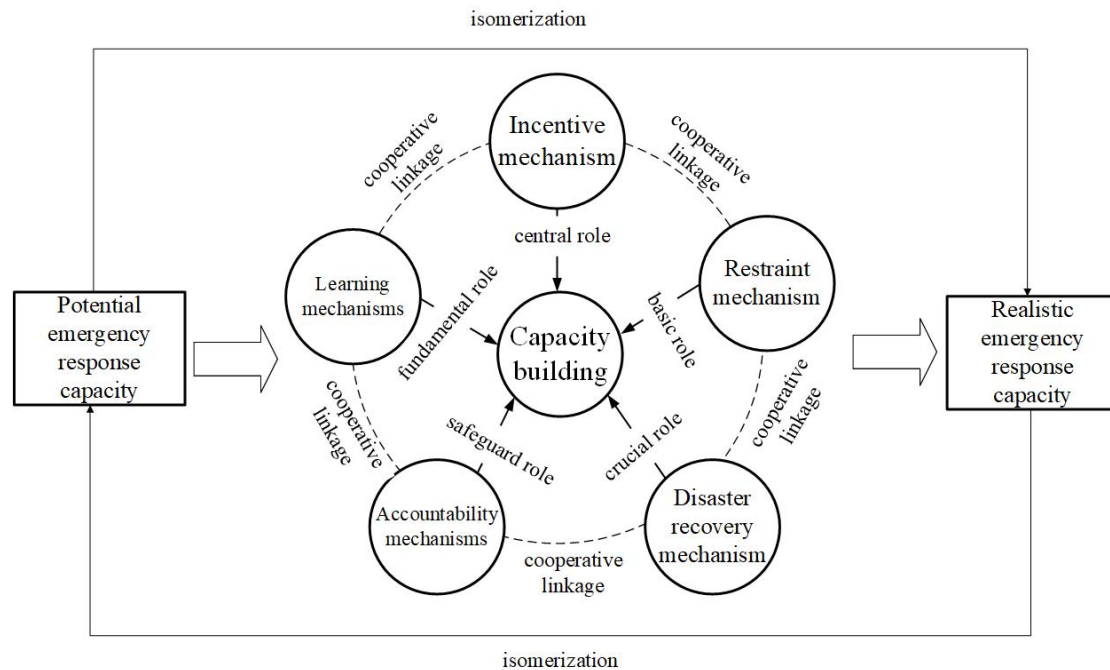 isomerization
Incentive
mechanism
cooperative
linkage
cooperative
linkage
central role
Learning
mechanisms
Restraint
mechanism
fundamental role
basic role
Potential
emergency
response
capacity
Capacity
building
Realistic
emergency
response
capacity
cooperative
linkage
cooperative
linkage
safeguard role
crucial role
Accountability
mechanisms
Disaster
recovery
mechanism
cooperative
linkage
isomerization